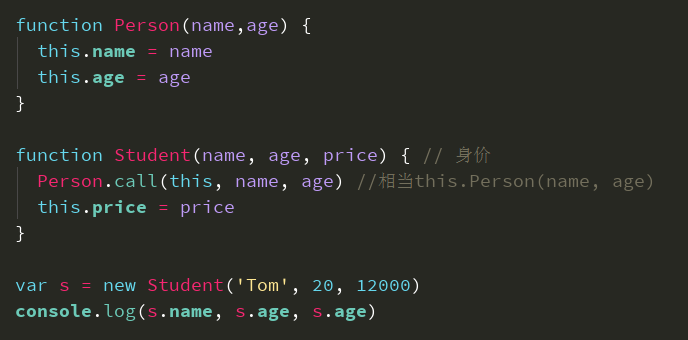 function Person(name,age) {
  this.name = name
  this.age = age
}

function Student(name, age, price) { // 身价
  Person.call(this, name, age) //相当this.Person(name, age)
  this.price = price
}

var s = new Student('Tom', 20, 12000)
console.log(s.name, s.age, s.age)